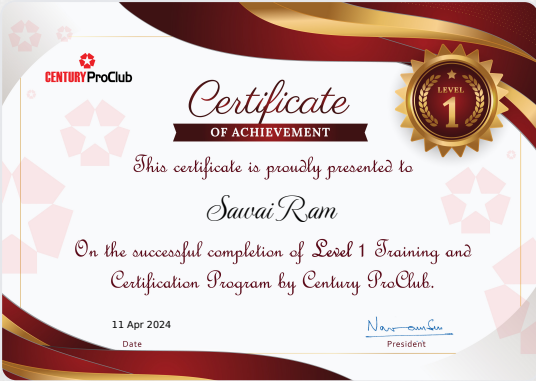 CENTURY ProClub
LEVEL
1
Certificate
OF ACHIEVEMENT
This certificate is proudly presented to
Sawai Ram
On the successful completion of Level 1 Training and
Certification Program by Century ProClub.
11 Apr 2024
Date
President